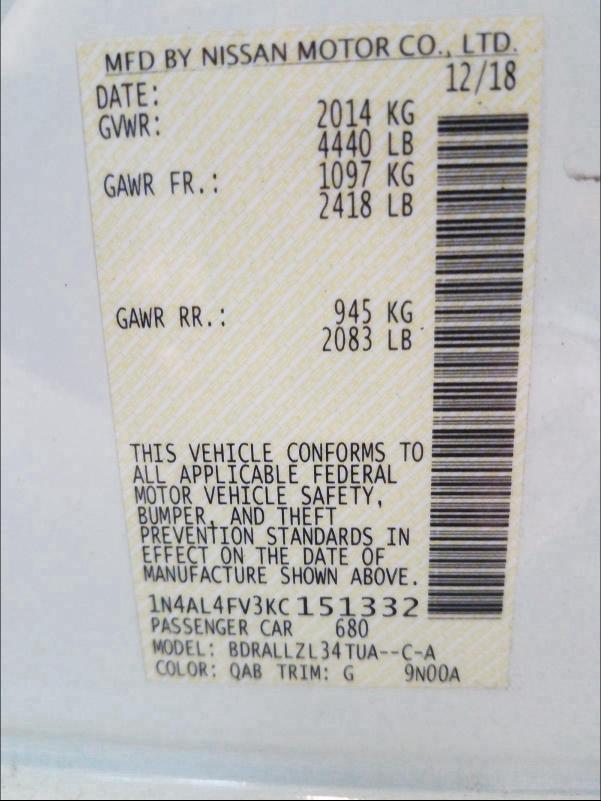 MFD BY NISSAN MOTOR CO., LTD.
DATE: 12/18
GVWR: 2014 KG
4440 LB
GAWR FR.: 1097 KG
2418 LB
GAWR RR.: 945 KG
2083 LB
THIS VEHICLE CONFORMS TO
ALL APPLICABLE FEDERAL
MOTOR VEHICLE SAFETY,
BUMPER, AND THEFT
PREVENTION STANDARDS IN
EFFECT ON THE DATE OF
MANUFACTURE SHOWN ABOVE.
1N4AL4FV3KC151332
PASSENGER CAR 680
MODEL: BDRALLZL34TUA--C-A
COLOR: QAB TRIM: G 9N00A